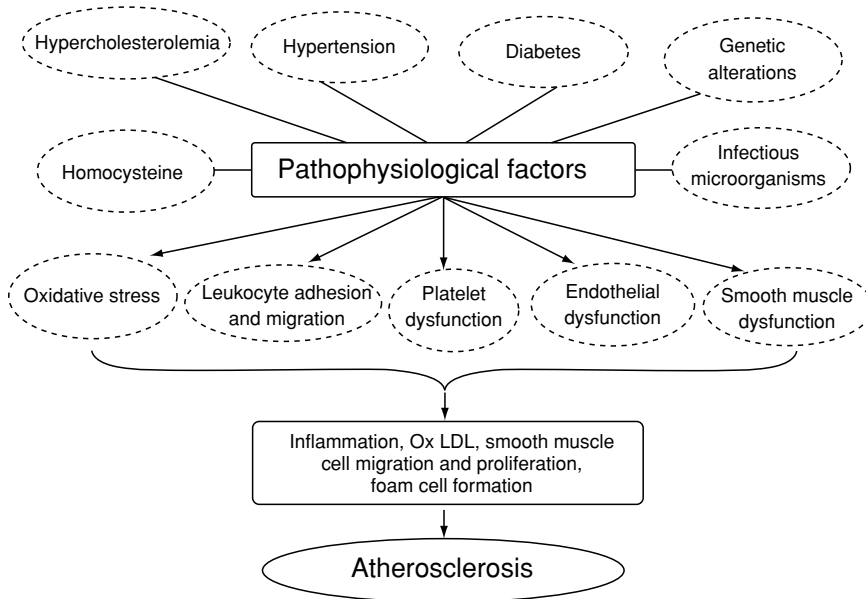 Hypercholesterolemia
Hypertension
Diabetes
Genetic
alterations
Homocysteine
Pathophysiological factors
Infectious
microorganisms
Oxidative stress
Leukocyte adhesion
and migration
Platelet
dysfunction
Endothelial
dysfunction
Smooth muscle
dysfunction
Inflammation, Ox LDL, smooth muscle
cell migration and proliferation,
foam cell formation
Atherosclerosis